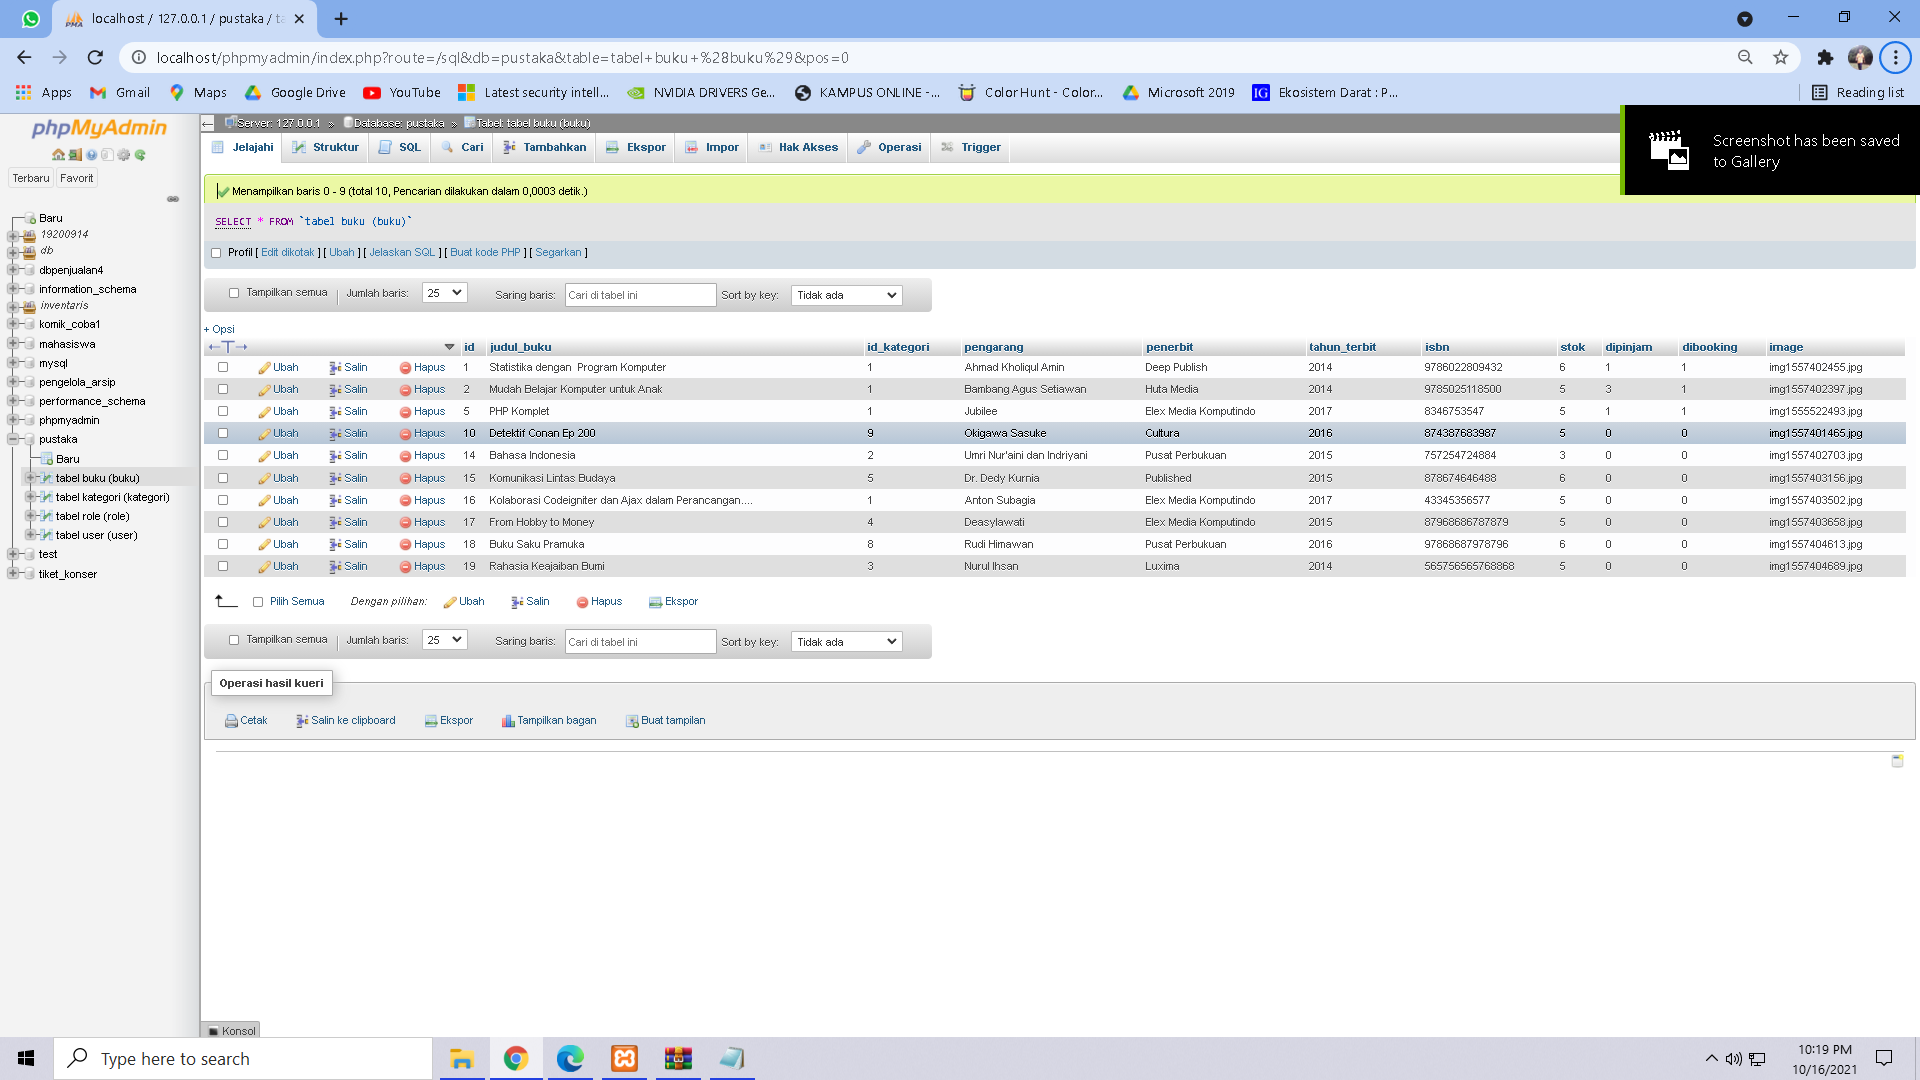 localhost / 127.0.0.1 / pustaka / ta
localhost/phpmyadmin/index.php?route=/sql&db=pustaka&table=tabel+buku+%28buku%29&pos=0
Apps Gmail Maps Google Drive YouTube Latest security intell... NVIDIA DRIVERS Ge... KAMPUS ONLINE -... Color Hunt - Color... Microsoft 2019 IG Ekosistem Darat : P... Reading list
Screenshot has been saved
to Gallery
phpMyAdmin
Terbaru Favorit
Baru
19200914
db
dbpenjualan4
information_schema
inventaris
komik_coba1
mahasiswa
mysql
pengelola_arsip
performance_schema
phpmyadmin
pustaka
Baru
tabel buku (buku)
tabel kategori (kategori)
tabel role (role)
tabel user (user)
test
tiket_konser
Server: 127.0.0.1 » Database: pustaka » Tabel: tabel buku (buku)
Jelajahi Struktur SQL Cari Tambahkan Ekspor Impor Hak Akses Operasi Trigger
Menampilkan baris 0 - 9 (total 10, Pencarian dilakukan dalam 0,0003 detik.)
SELECT * FROM `tabel buku (buku)`
Profil [ Edit dikotak ] [ Ubah ] [ Jelaskan SQL ] [ Buat kode PHP ] [ Segarkan ]
Tampilkan semua Jumlah baris: 25 Saring baris: Cari di tabel ini Sort by key: Tidak ada
+ Opsi
←T→ id judul_buku id_kategori pengarang penerbit tahun_terbit isbn stok dipinjam dibooking image
Ubah Salin Hapus 1 Statistika dengan Program Komputer 1 Ahmad Kholiqul Amin Deep Publish 2014 9786022809432 6 1 1 img1557402455.jpg
Ubah Salin Hapus 2 Mudah Belajar Komputer untuk Anak 1 Bambang Agus Setiawan Huta Media 2014 9785025118500 5 3 1 img1557402397.jpg
Ubah Salin Hapus 5 PHP Komplet 1 Jubilee Elex Media Komputindo 2017 8346753547 5 1 1 img1555522493.jpg
Ubah Salin Hapus 10 Detektif Conan Ep 200 9 Okigawa Sasuke Cultura 2016 874387683987 5 0 0 img1557401465.jpg
Ubah Salin Hapus 14 Bahasa Indonesia 2 Umri Nur'aini dan Indriyani Pusat Perbukuan 2015 757254724884 3 0 0 img1557402703.jpg
Ubah Salin Hapus 15 Komunikasi Lintas Budaya 5 Dr. Dedy Kurnia Published 2015 878674646488 6 0 0 img1557403156.jpg
Ubah Salin Hapus 16 Kolaborasi Codeigniter dan Ajax dalam Perancangan.... 1 Anton Subagia Elex Media Komputindo 2017 43345356577 5 0 0 img1557403502.jpg
Ubah Salin Hapus 17 From Hobby to Money 4 Deasylawati Elex Media Komputindo 2015 87968686787879 5 0 0 img1557403658.jpg
Ubah Salin Hapus 18 Buku Saku Pramuka 8 Rudi Himawan Pusat Perbukuan 2016 97868687978796 6 0 0 img1557404613.jpg
Ubah Salin Hapus 19 Rahasia Keajaiban Bumi 3 Nurul Ihsan Luxima 2014 565756565768868 5 0 0 img1557404689.jpg
Pilih Semua Dengan pilihan: Ubah Salin Hapus Ekspor
Tampilkan semua Jumlah baris: 25 Saring baris: Cari di tabel ini Sort by key: Tidak ada
Operasi hasil kueri
Cetak Salin ke clipboard Ekspor Tampilkan bagan Buat tampilan
Konsol
Type here to search
10:19 PM
10/16/2021